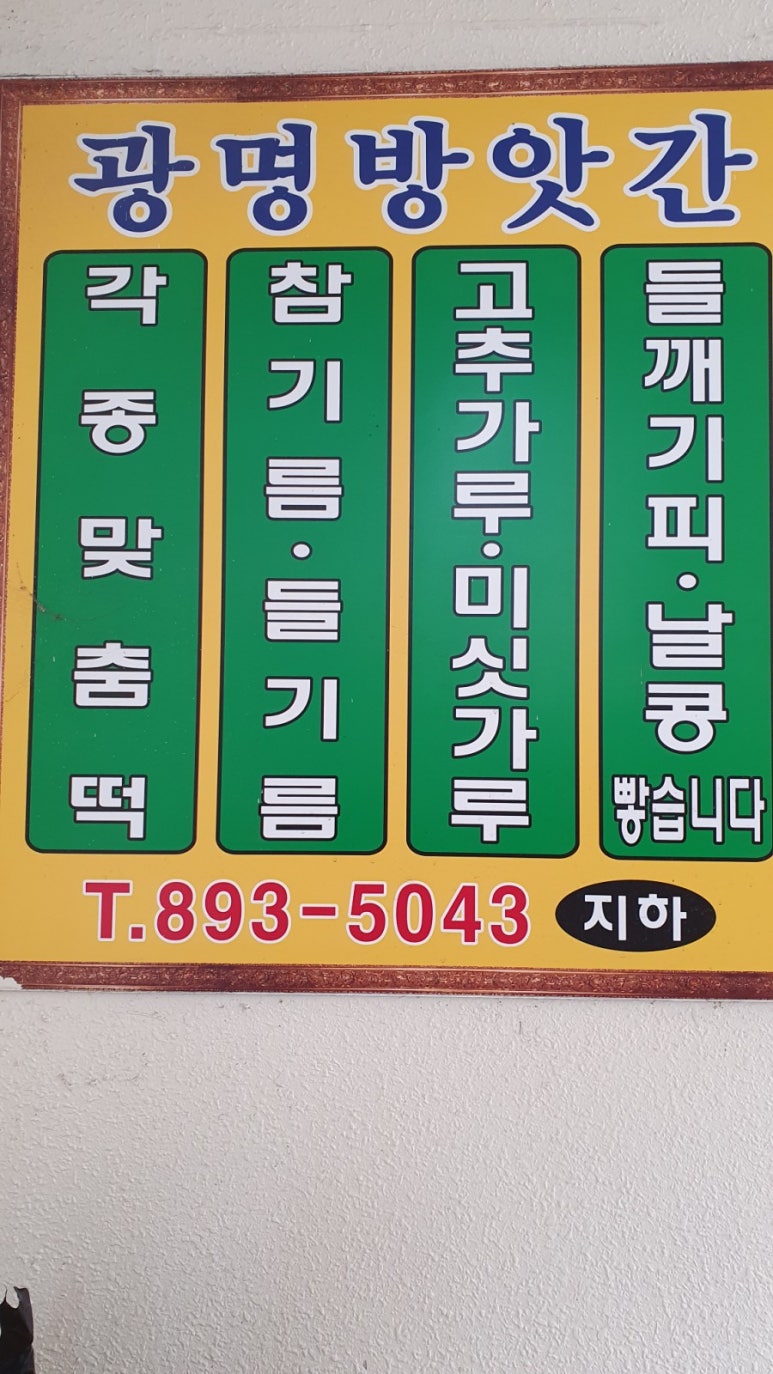 광명방앗간
각종맞춤떡
참기름·들기름
고추가루·미싯가루
들깨기피·날콩 빻습니다
T.893-5043 지하